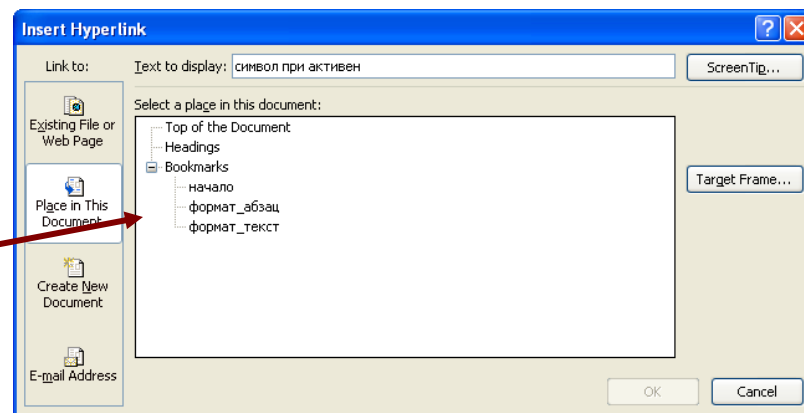 Insert Hyperlink
Link to:
Text to display: символ при активен
ScreenTip...
Existing File or
Web Page
Place in This
Document
Create New
Document
E-mail Address
Select a place in this document:
Top of the Document
Headings
Bookmarks
начало
формат_абзац
формат_текст
Target Frame...
OK
Cancel